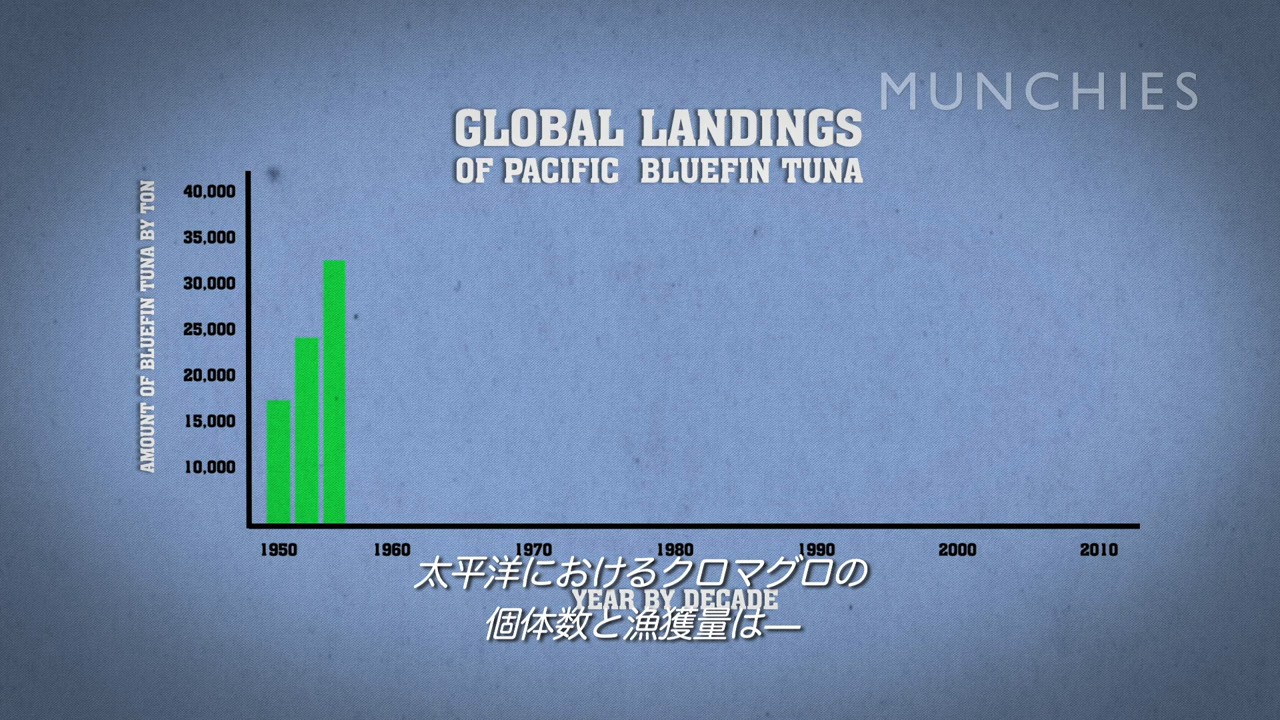 MUNCHIES
GLOBAL LANDINGS
OF PACIFIC BLUEFIN TUNA
AMOUNT OF BLUEFIN TUNA BY TON
40,000
35,000
30,000
25,000
20,000
15,000
10,000
1950 1960 1970 1980 1990 2000 2010
太平洋におけるクロマグロの
YEAR BY DECADE
個体数と漁獲量は―